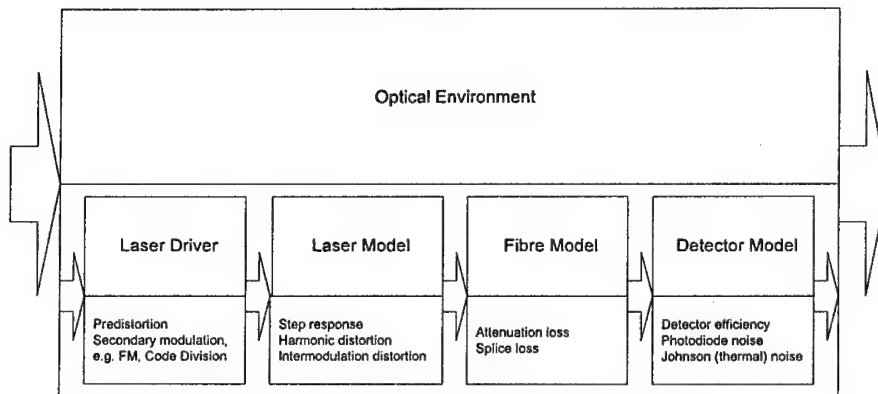 Optical Environment
Laser Driver
Laser Model
Fibre Model
Detector Model
Predistortion
Secondary modulation,
e.g. FM, Code Division
Step response
Harmonic distortion
Intermodulation distortion
Attenuation loss
Splice loss
Detector efficiency
Photodiode noise
Johnson (thermal) noise